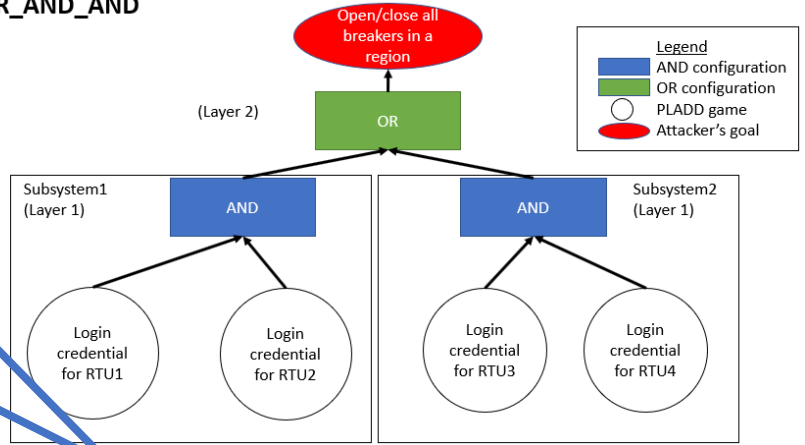 R_AND_AND
Open/close all
breakers in a
region
Legend
AND configuration
OR configuration
PLADD game
Attacker's goal
(Layer 2)
OR
Subsystem1
(Layer 1)
AND
AND
Subsystem2
(Layer 1)
Login
credential
for RTU1
Login
credential
for RTU2
Login
credential
for RTU3
Login
credential
for RTU4